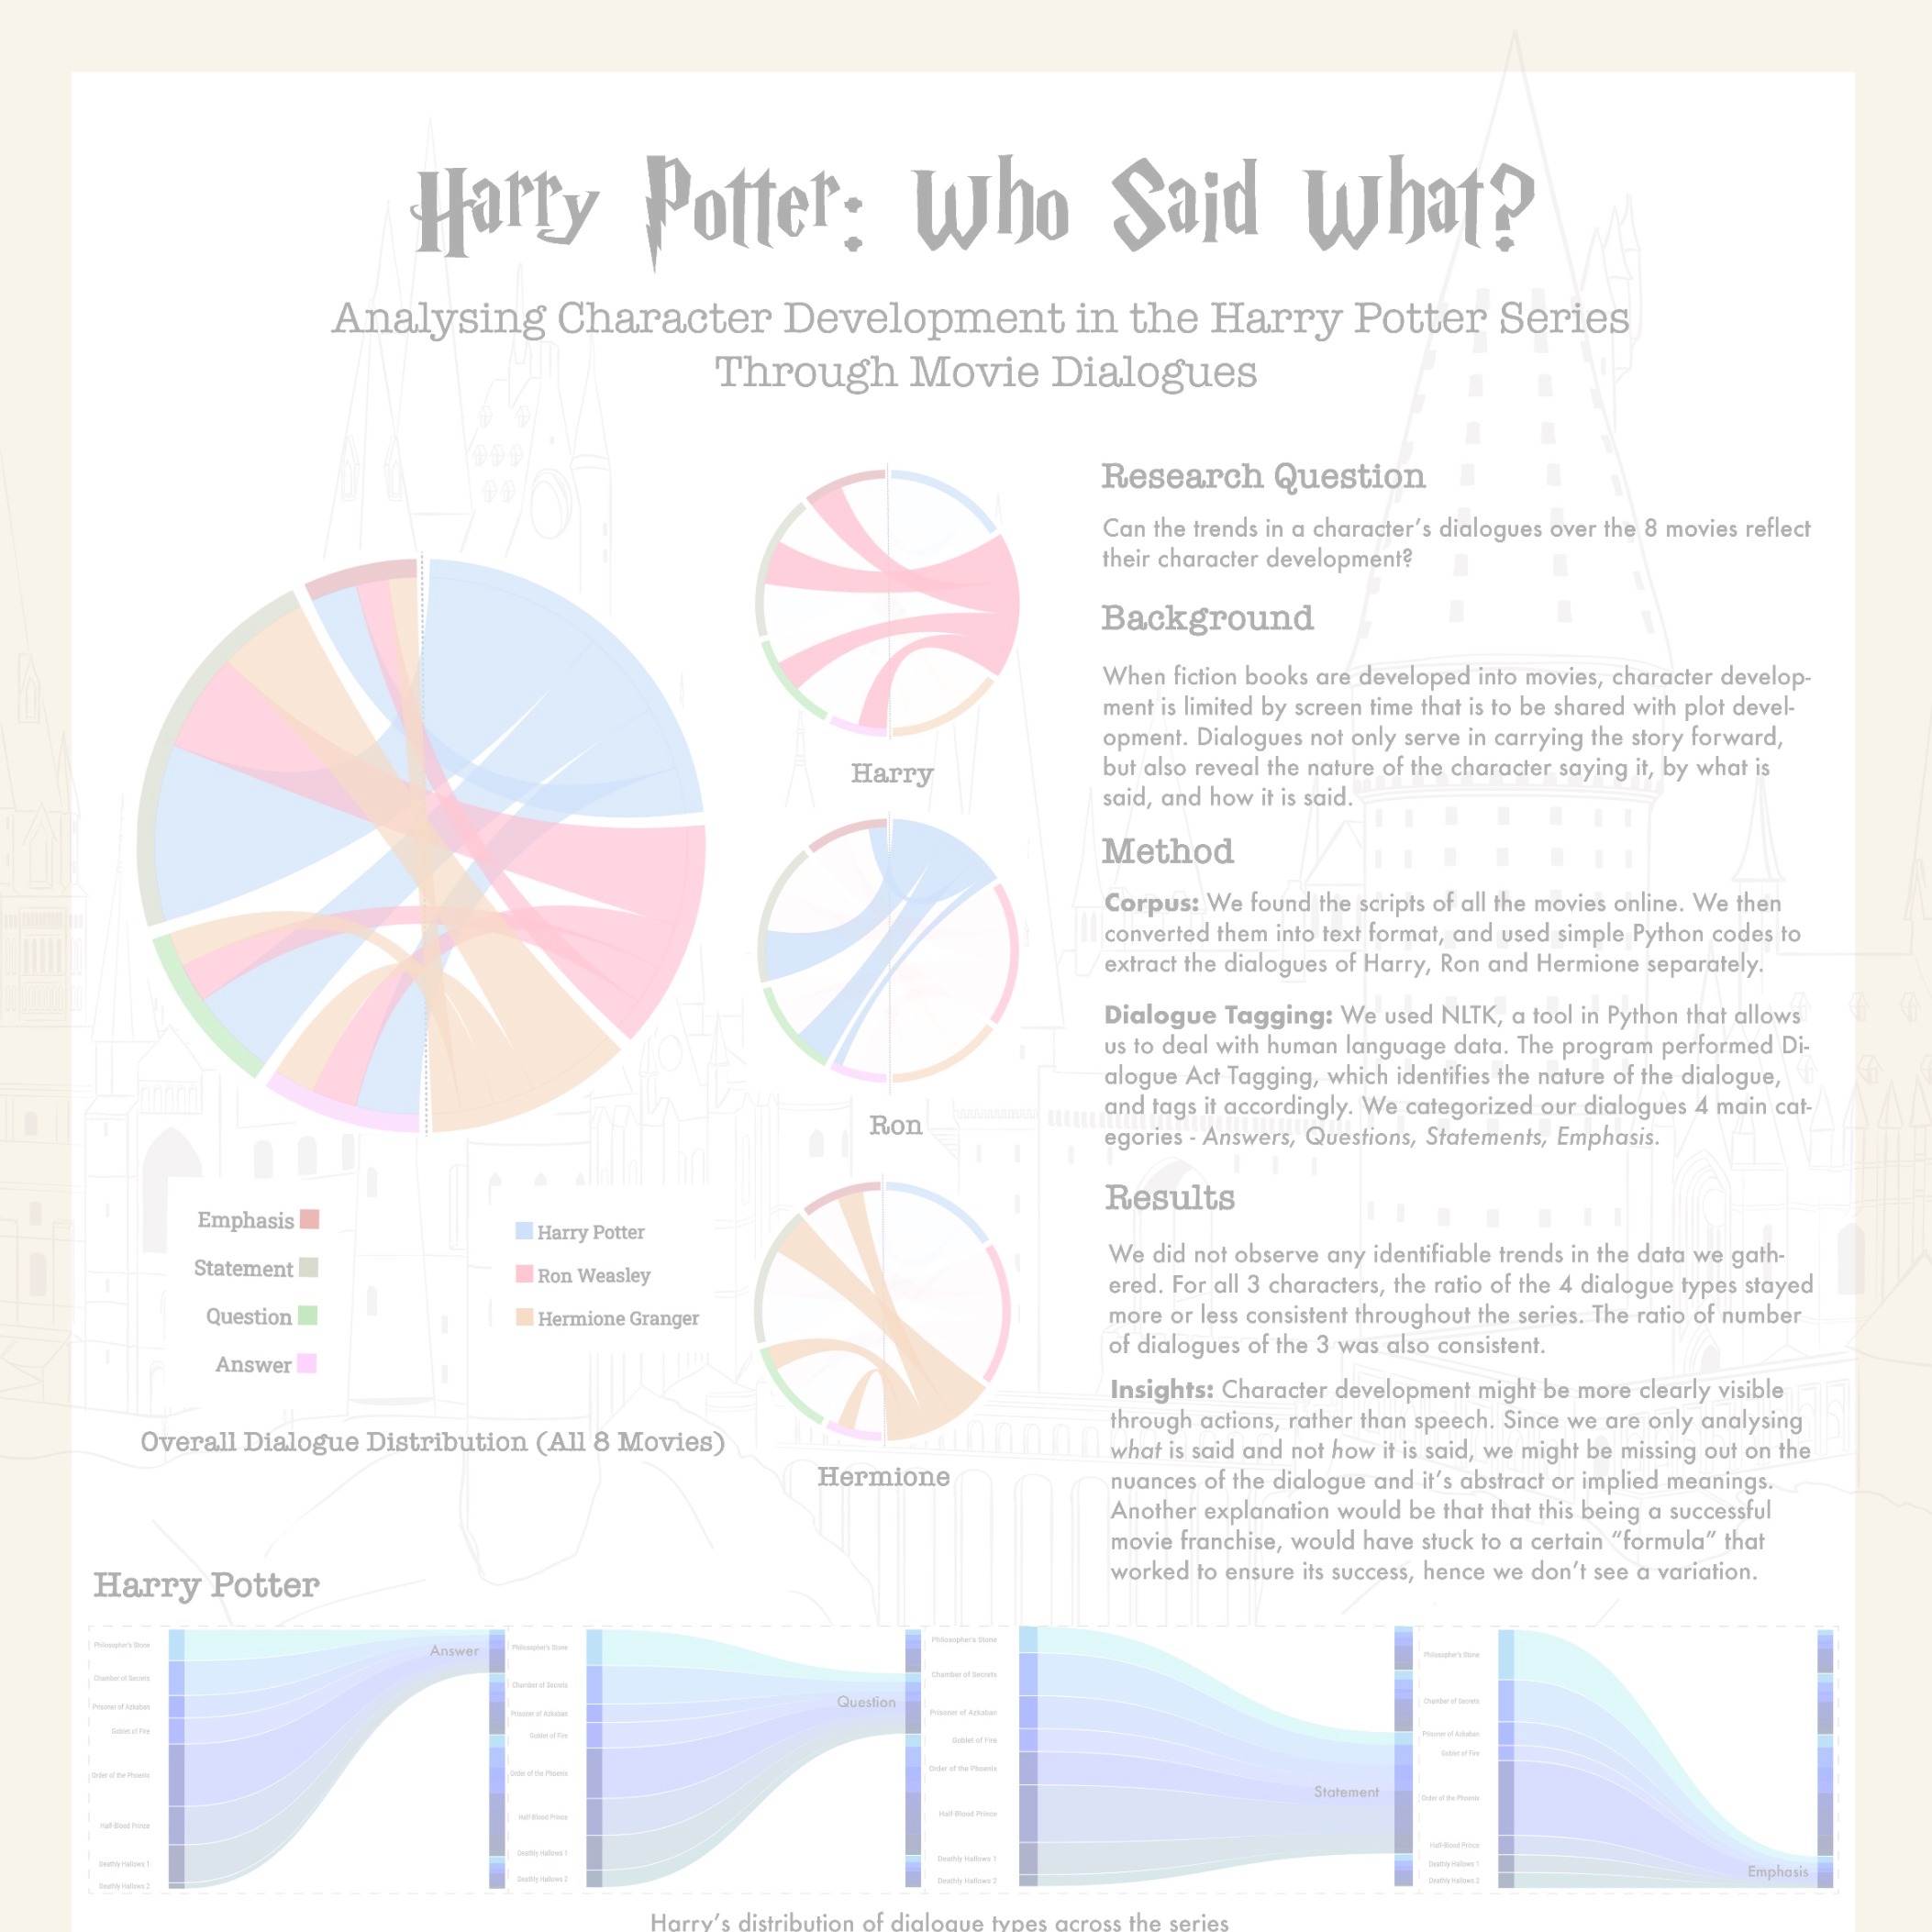 Harry Potter: Who Said What?
Analysing Character Development in the Harry Potter Series
Through Movie Dialogues
Harry
Ron
Hermione
Emphasis
Statement
Question
Answer
Harry Potter
Ron Weasley
Hermione Granger
Overall Dialogue Distribution (All 8 Movies)
Research Question
Can the trends in a character's dialogues over the 8 movies reflect
their character development?
Background
When fiction books are developed into movies, character develop-
ment is limited by screen time that is to be shared with plot devel-
opment. Dialogues not only serve in carrying the story forward,
but also reveal the nature of the character saying it, by what is
said, and how it is said.
Method
Corpus: We found the scripts of all the movies online. We then
converted them into text format, and used simple Python codes to
extract the dialogues of Harry, Ron and Hermione separately.
Dialogue Tagging: We used NLTK, a tool in Python that allows
us to deal with human language data. The program performed Di-
alogue Act Tagging, which identifies the nature of the dialogue,
and tags it accordingly. We categorized our dialogues 4 main cat-
egories - Answers, Questions, Statements, Emphasis.
Results
We did not observe any identifiable trends in the data we gath-
ered. For all 3 characters, the ratio of the 4 dialogue types stayed
more or less consistent throughout the series. The ratio of number
of dialogues of the 3 was also consistent.
Insights: Character development might be more clearly visible
through actions, rather than speech. Since we are only analysing
what is said and not how it is said, we might be missing out on the
nuances of the dialogue and it's abstract or implied meanings.
Another explanation would be that that this being a successful
movie franchise, would have stuck to a certain “formula” that
worked to ensure its success, hence we don't see a variation.
Harry Potter
Philosopher's Stone
Chamber of Secrets
Prisoner of Azkaban
Goblet of Fire
Order of the Phoenix
Half-Blood Prince
Deathly Hallows 1
Deathly Hallows 2
Answer
Philosopher's Stone
Chamber of Secrets
Prisoner of Azkaban
Goblet of Fire
Order of the Phoenix
Half-Blood Prince
Deathly Hallows 1
Deathly Hallows 2
Question
Philosopher's Stone
Chamber of Secrets
Prisoner of Azkaban
Goblet of Fire
Order of the Phoenix
Half-Blood Prince
Deathly Hallows 1
Deathly Hallows 2
Statement
Philosopher's Stone
Chamber of Secrets
Prisoner of Azkaban
Goblet of Fire
Order of the Phoenix
Half-Blood Prince
Deathly Hallows 1
Deathly Hallows 2
Emphasis
Harry's distribution of dialogue types across the series